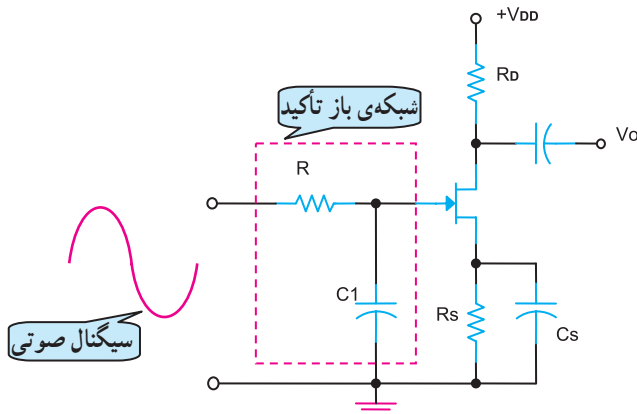 +VDD
RD
شبکه‌ی باز تأکید
Vo
R
C1
Rs
Cs
سیگنال صوتی